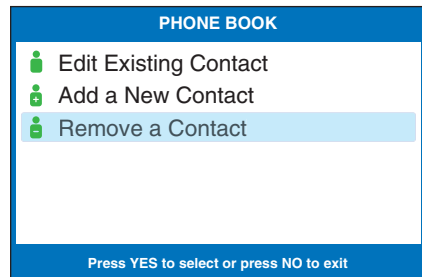 PHONE BOOK
Edit Existing Contact
Add a New Contact
Remove a Contact
Press YES to select or press NO to exit